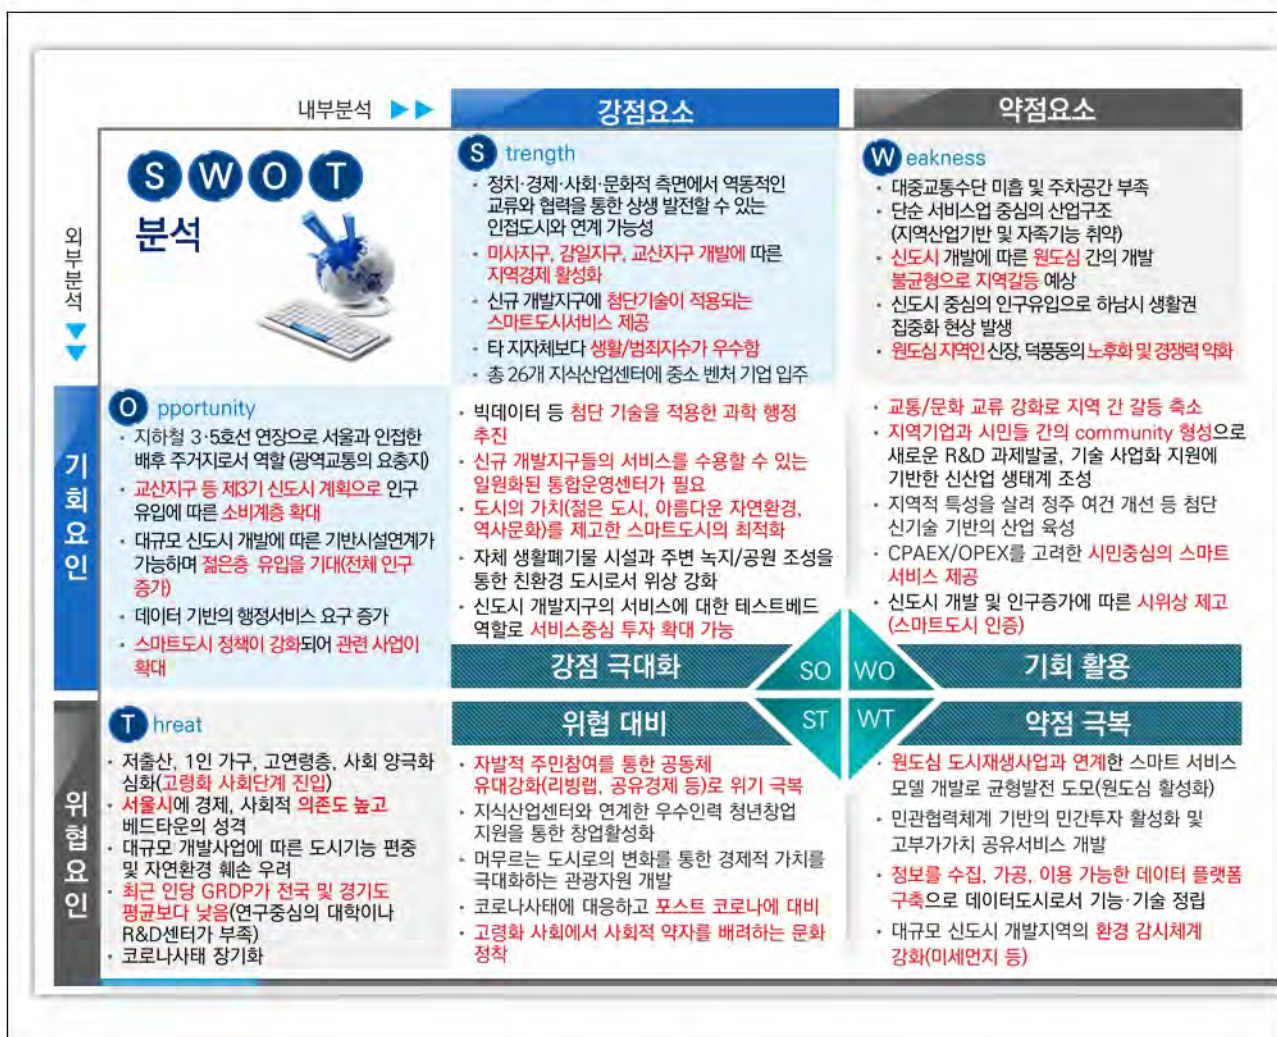 내부분석
강점요소
약점요소
SWOT
분석
외부분석
Strength
· 정치·경제·사회·문화적 측면에서 역동적인
교류와 협력을 통한 상생 발전할 수 있는
인접도시와 연계 가능성
· 미사지구, 감일지구, 교산지구 개발에 따른
지역경제 활성화
· 신규 개발지구에 첨단기술이 적용되는
스마트도시서비스 제공
· 타 지자체보다 생활/범죄지수가 우수함
· 총 26개 지식산업센터에 중소 벤처 기업 입주
Weakness
· 대중교통수단 미흡 및 주차공간 부족
· 단순 서비스업 중심의 산업구조
(지역산업기반 및 자족기능 취약)
· 신도시 개발에 따른 원도심 간의 개발
불균형으로 지역갈등 예상
· 신도시 중심의 인구유입으로 하남시 생활권
집중화 현상 발생
· 원도심 지역인 신장, 덕풍동의 노후화 및 경쟁력 약화
기회요인
Opportunity
· 지하철 3·5호선 연장으로 서울과 인접한
배후 주거지로서 역할 (광역교통의 요충지)
· 교산지구 등 제3기 신도시 계획으로 인구
유입에 따른 소비계층 확대
· 대규모 신도시 개발에 따른 기반시설연계가
가능하며 젊은층 유입을 기대(전체 인구
증가)
· 데이터 기반의 행정서비스 요구 증가
· 스마트도시 정책이 강화되어 관련 사업이
확대
· 빅데이터 등 첨단 기술을 적용한 과학 행정
추진
· 신규 개발지구들의 서비스를 수용할 수 있는
일원화된 통합운영센터가 필요
· 도시의 가치(젊은 도시, 아름다운 자연환경,
역사문화)를 제고한 스마트도시의 최적화
· 자체 생활폐기물 시설과 주변 녹지/공원 조성을
통한 친환경 도시로서 위상 강화
· 신도시 개발지구의 서비스에 대한 테스트베드
역할로 서비스중심 투자 확대 가능
· 교통/문화 교류 강화로 지역 간 갈등 축소
· 지역기업과 시민들 간의 community 형성으로
새로운 R&D 과제발굴, 기술 사업화 지원에
기반한 신산업 생태계 조성
· 지역적 특성을 살려 정주 여건 개선 등 첨단
신기술 기반의 산업 육성
· CPAEX/OPEX를 고려한 시민중심의 스마트
서비스 제공
· 신도시 개발 및 인구증가에 따른 시위상 제고
(스마트도시 인증)
강점 극대화
SO
WO
기회 활용
위협요인
Threat
· 저출산, 1인 가구, 고연령층, 사회 양극화
심화(고령화 사회단계 진입)
· 서울시에 경제, 사회적 의존도 높고
베드타운의 성격
· 대규모 개발사업에 따른 도시기능 편중
및 자연환경 훼손 우려
· 최근 인당 GRDP가 전국 및 경기도
평균보다 낮음(연구중심의 대학이나
R&D센터가 부족)
· 코로나사태 장기화
위협 대비
ST
WT
약점 극복
· 자발적 주민참여를 통한 공동체
유대강화(리빙랩, 공유경제 등)로 위기 극복
· 지식산업센터와 연계한 우수인력 청년창업
지원을 통한 창업활성화
· 머무르는 도시로의 변화를 통한 경제적 가치를
극대화하는 관광자원 개발
· 코로나사태에 대응하고 포스트 코로나에 대비
· 고령화 사회에서 사회적 약자를 배려하는 문화
정착
· 원도심 도시재생사업과 연계한 스마트 서비스
모델 개발로 균형발전 도모(원도심 활성화)
· 민관협력체계 기반의 민간투자 활성화 및
고부가가치 공유서비스 개발
· 정보를 수집, 가공, 이용 가능한 데이터 플랫폼
구축으로 데이터도시로서 기능·기술 정립
· 대규모 신도시 개발지역의 환경 감시체계
강화(미세먼지 등)